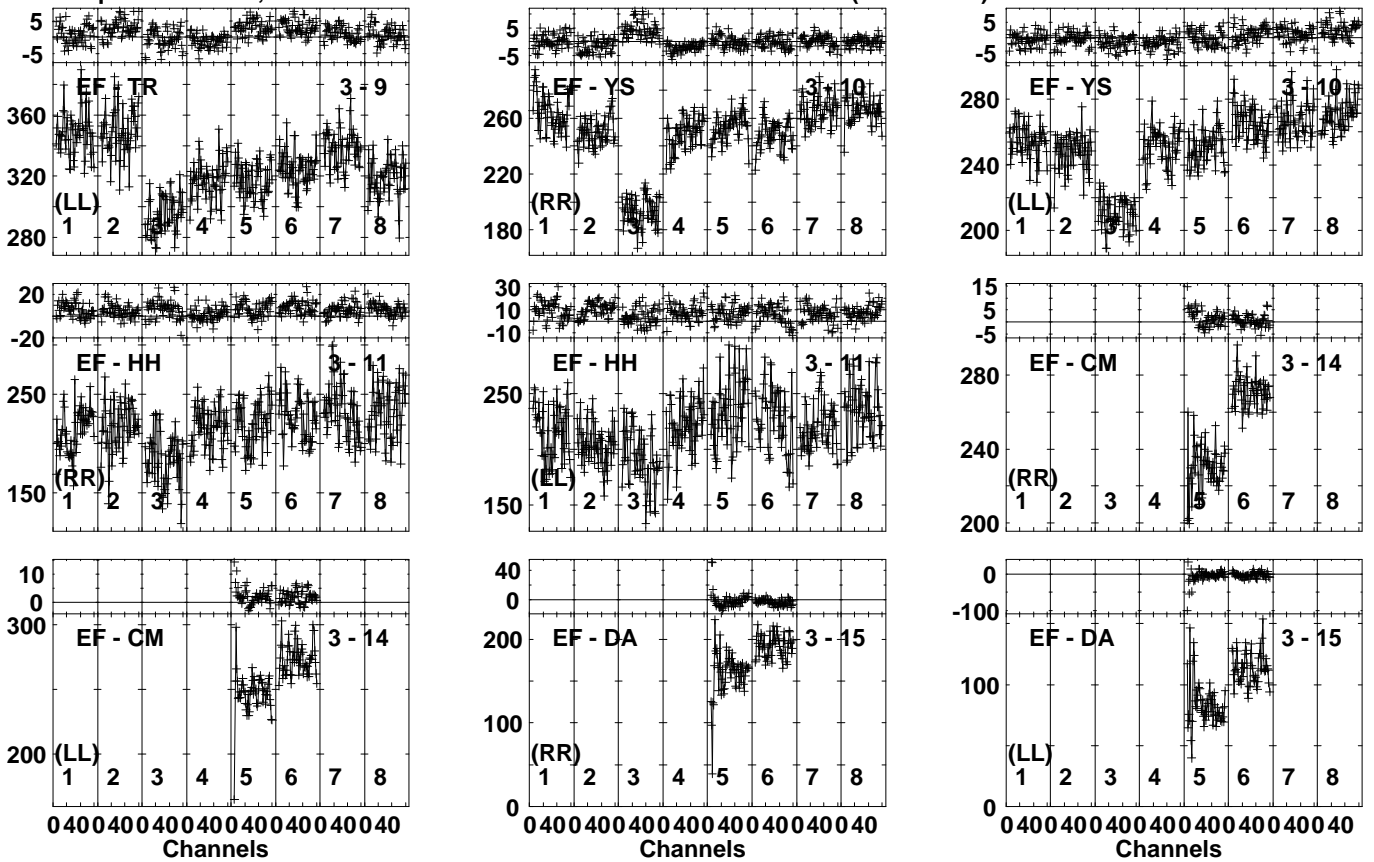 5 5 5
-5 -5 -5
EF - TR 3 - 9 EF - YS 3 - 10 EF - YS 3 - 10
360 260 280
320 220 240
280 180 200
(LL) (RR) (LL)
1 2 3 4 5 6 7 8 1 2 3 4 5 6 7 8 1 2 3 4 5 6 7 8
20 30 15
-20 10 5
-10 -5
EF - HH 3 - 11 EF - HH 3 - 11 EF - CM 3 - 14
250 250 280
150 150 240
200
(RR) (LL) (RR)
1 2 3 4 5 6 7 8 1 2 3 4 5 6 7 8 1 2 3 4 5 6 7 8
10 40 0
0 0 -100
EF - CM 3 - 14 EF - DA 3 - 15 EF - DA 3 - 15
300 200 100
200 100 0
0
(LL) (RR) (LL)
1 2 3 4 5 6 7 8 1 2 3 4 5 6 7 8 1 2 3 4 5 6 7 8
0 40 0 40 0 40 0 40 0 40 0 40 0 40 0 40 0 40 0 40 0 40 0 40 0 40 0 40 0 40 0 40 0 40 0 40 0 40 0 40 0 40 0 40 0 40 0 40
Channels Channels Channels